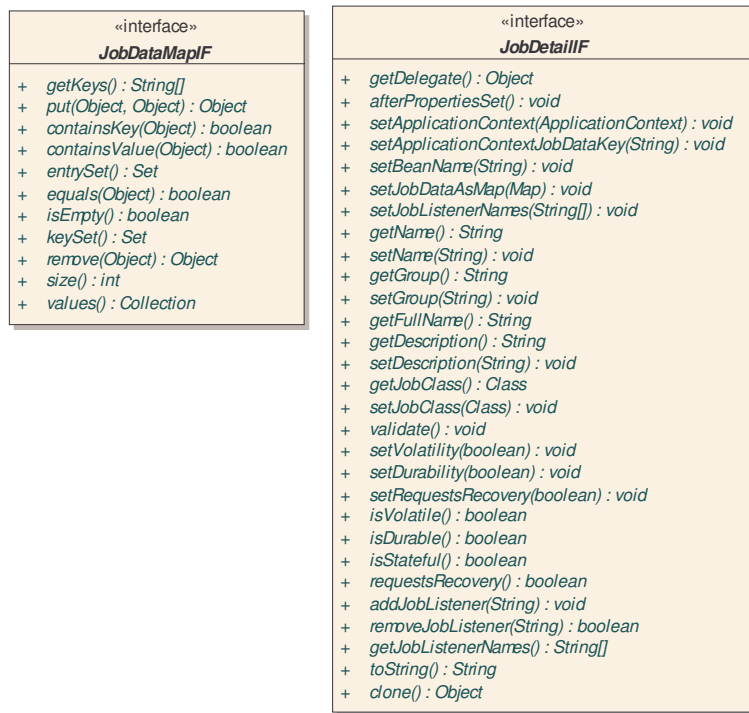 «interface»
JobDataMapIF
+ getKeys() : String[]
+ put(Object, Object) : Object
+ containsKey(Object) : boolean
+ containsValue(Object) : boolean
+ entrySet() : Set
+ equals(Object) : boolean
+ isEmpty() : boolean
+ keySet() : Set
+ remove(Object) : Object
+ size() : int
+ values() : Collection
«interface»
JobDetailIF
+ getDelegate() : Object
+ afterPropertiesSet() : void
+ setApplicationContext(ApplicationContext) : void
+ setApplicationContextJobDataKey(String) : void
+ setBeanName(String) : void
+ setJobDataAsMap(Map) : void
+ setJobListenerNames(String[]) : void
+ getName() : String
+ setName(String) : void
+ getGroup() : String
+ setGroup(String) : void
+ getFullName() : String
+ getDescription() : String
+ setDescription(String) : void
+ getJobClass() : Class
+ setJobClass(Class) : void
+ validate() : void
+ setVolatility(boolean) : void
+ setDurability(boolean) : void
+ setRequestsRecovery(boolean) : void
+ isVolatile() : boolean
+ isDurable() : boolean
+ isStateful() : boolean
+ requestsRecovery() : boolean
+ addJobListener(String) : void
+ removeJobListener(String) : boolean
+ getJobListenerNames() : String[]
+ toString() : String
+ clone() : Object